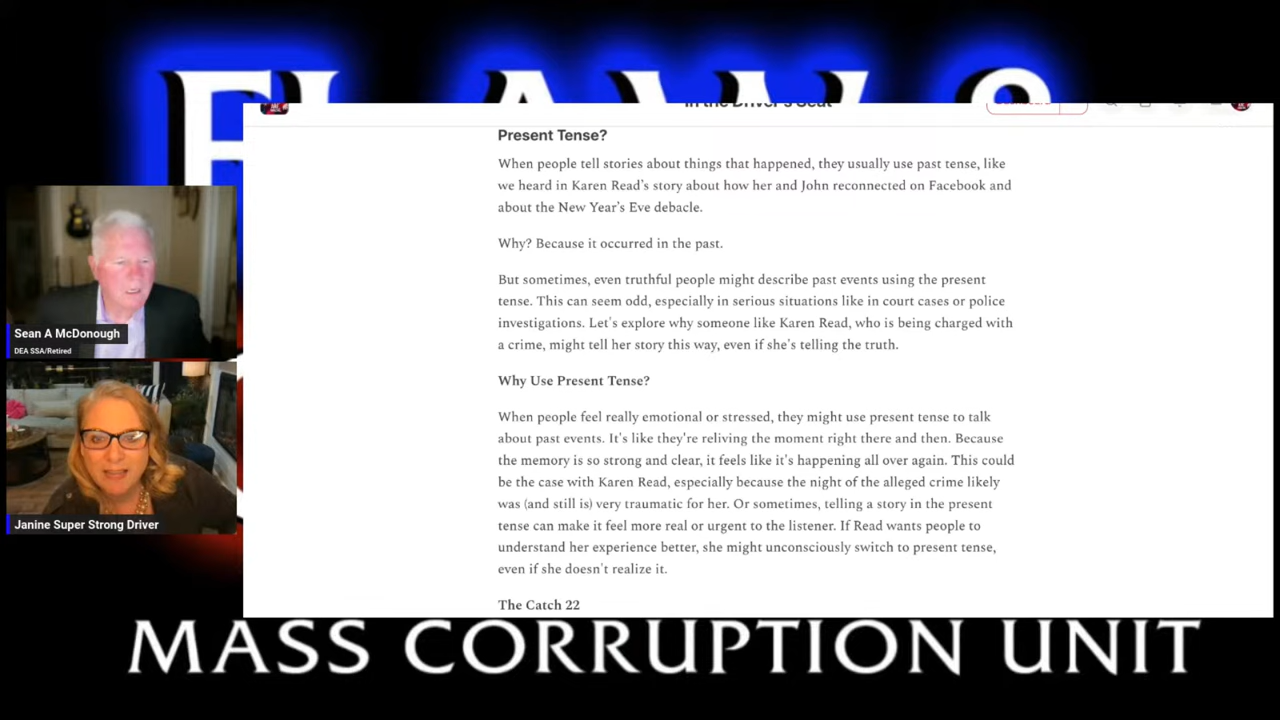 In the Driver's Seat
Present Tense?
When people tell stories about things that happened, they usually use past tense, like
we heard in Karen Read's story about how her and John reconnected on Facebook and
about the New Year's Eve debacle.
Why? Because it occurred in the past.
But sometimes, even truthful people might describe past events using the present
tense. This can seem odd, especially in serious situations like in court cases or police
investigations. Let's explore why someone like Karen Read, who is being charged with
a crime, might tell her story this way, even if she's telling the truth.
Why Use Present Tense?
When people feel really emotional or stressed, they might use present tense to talk
about past events. It's like they're reliving the moment right there and then. Because
the memory is so strong and clear, it feels like it's happening all over again. This could
be the case with Karen Read, especially because the night of the alleged crime likely
was (and still is) very traumatic for her. Or sometimes, telling a story in the present
tense can make it feel more real or urgent to the listener. If Read wants people to
understand her experience better, she might unconsciously switch to present tense,
even if she doesn't realize it.
The Catch 22
Sean A McDonough
DEA SSA/Retired
Janine Super Strong Driver
MASS CORRUPTION UNIT